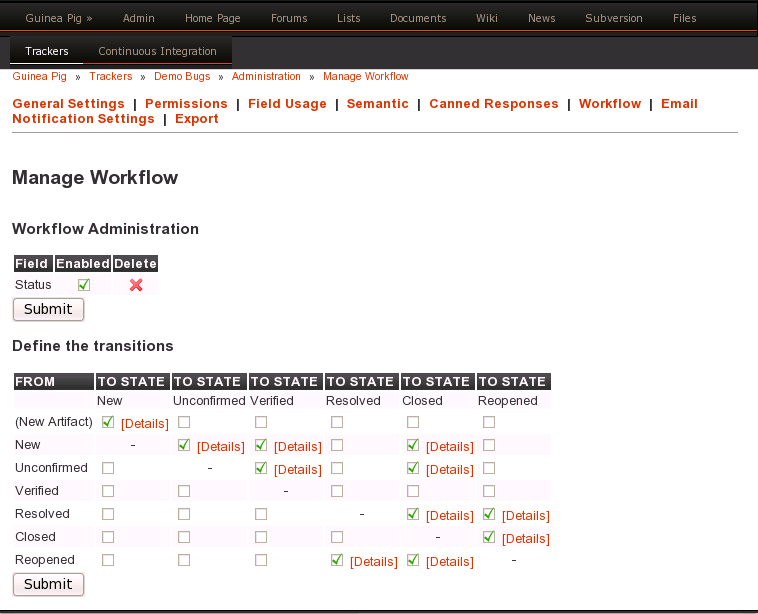 Guinea Pig » Admin Home Page Forums Lists Documents Wiki News Subversion Files
Trackers Continuous Integration
Guinea Pig » Trackers » Demo Bugs » Administration » Manage Workflow
General Settings | Permissions | Field Usage | Semantic | Canned Responses | Workflow | Email
Notification Settings | Export
Manage Workflow
Workflow Administration
Field Enabled Delete
Status
Submit
Define the transitions
FROM TO STATE TO STATE TO STATE TO STATE TO STATE TO STATE
New Unconfirmed Verified Resolved Closed Reopened
(New Artifact) [Details]
New - [Details] [Details] [Details]
Unconfirmed - [Details] [Details]
Verified -
Resolved - [Details] [Details]
Closed - [Details]
Reopened [Details] [Details] -
Submit